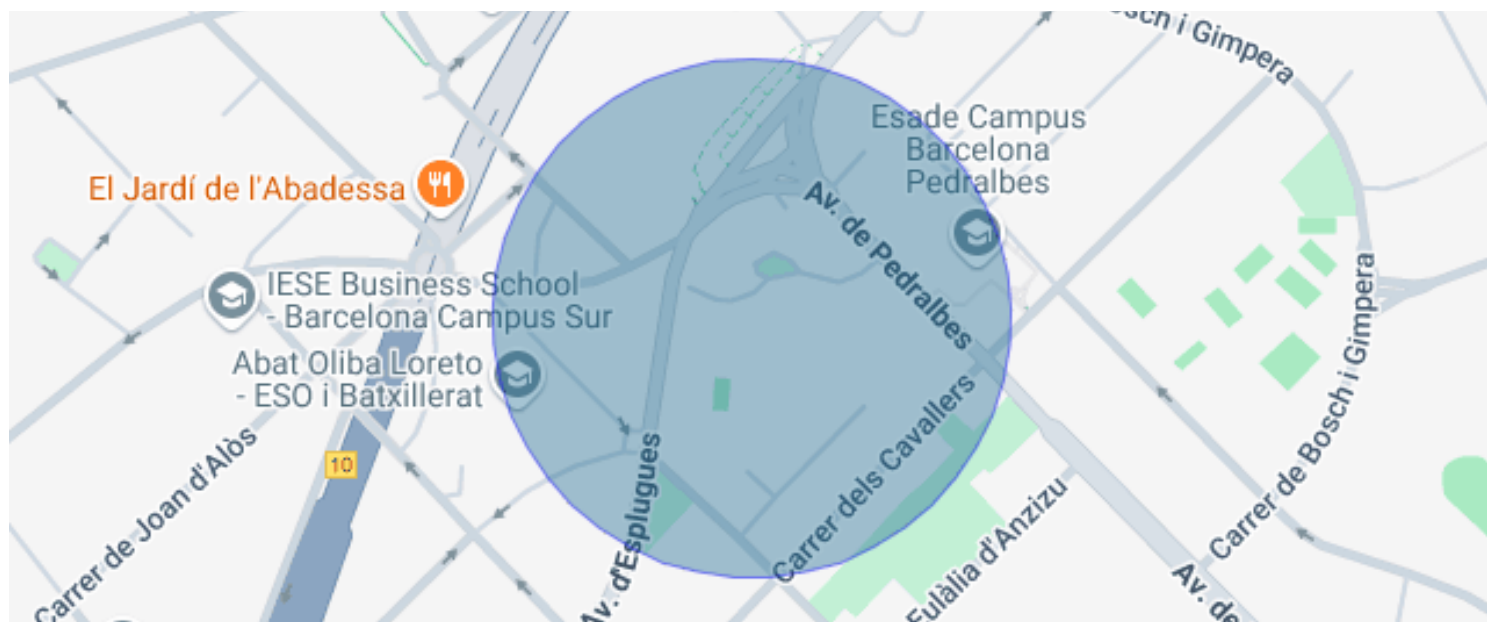 osch i Gimpera
Esade Campus
Barcelona
Pedralbes
El Jardí de l'Abadessa
Av. de Pedralbes
IESE Business School
- Barcelona Campus Sur
Abat Oliba Loreto
- ESO i Batxillerat
10
Carrer de Joan d'Alòs
Av. d'Esplugues
Carrer dels Cavallers
Eulàlia d'Anzizu
Carrer de Bosch i Gimpera
Av. de